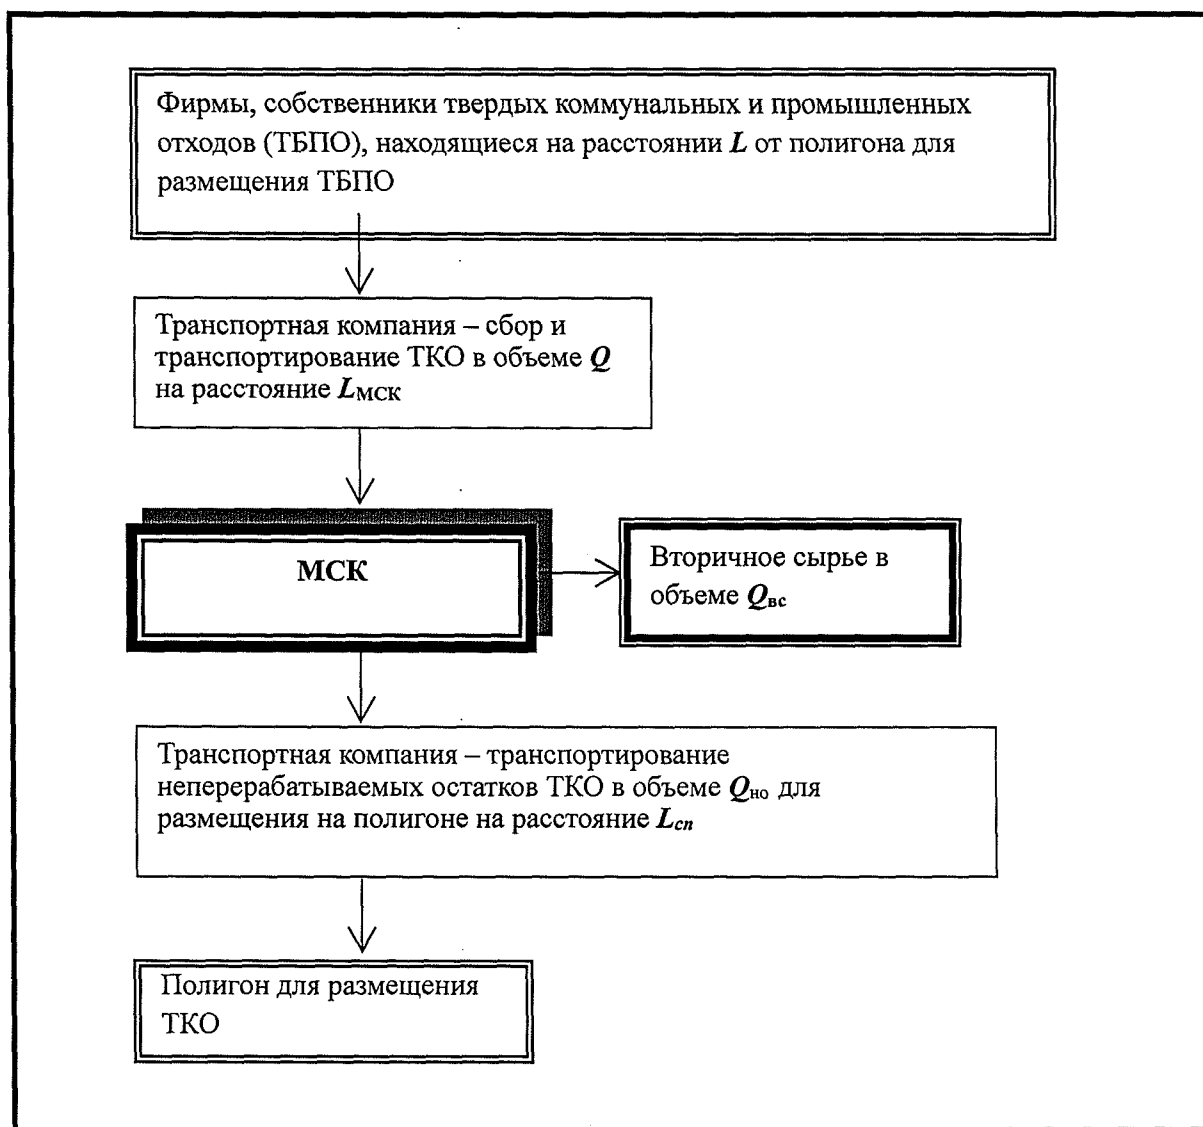 Фирмы, собственники твердых коммунальных и промышленных
отходов (ТБПО), находящиеся на расстоянии L от полигона для
размещения ТБПО
Транспортная компания – сбор и
транспортирование ТКО в объеме Q
на расстояние LМСК
МСК
Вторичное сырье в
объеме Qвс
Транспортная компания – транспортирование
неперерабатываемых остатков ТКО в объеме Qно для
размещения на полигоне на расстояние Lсп
Полигон для размещения
ТКО